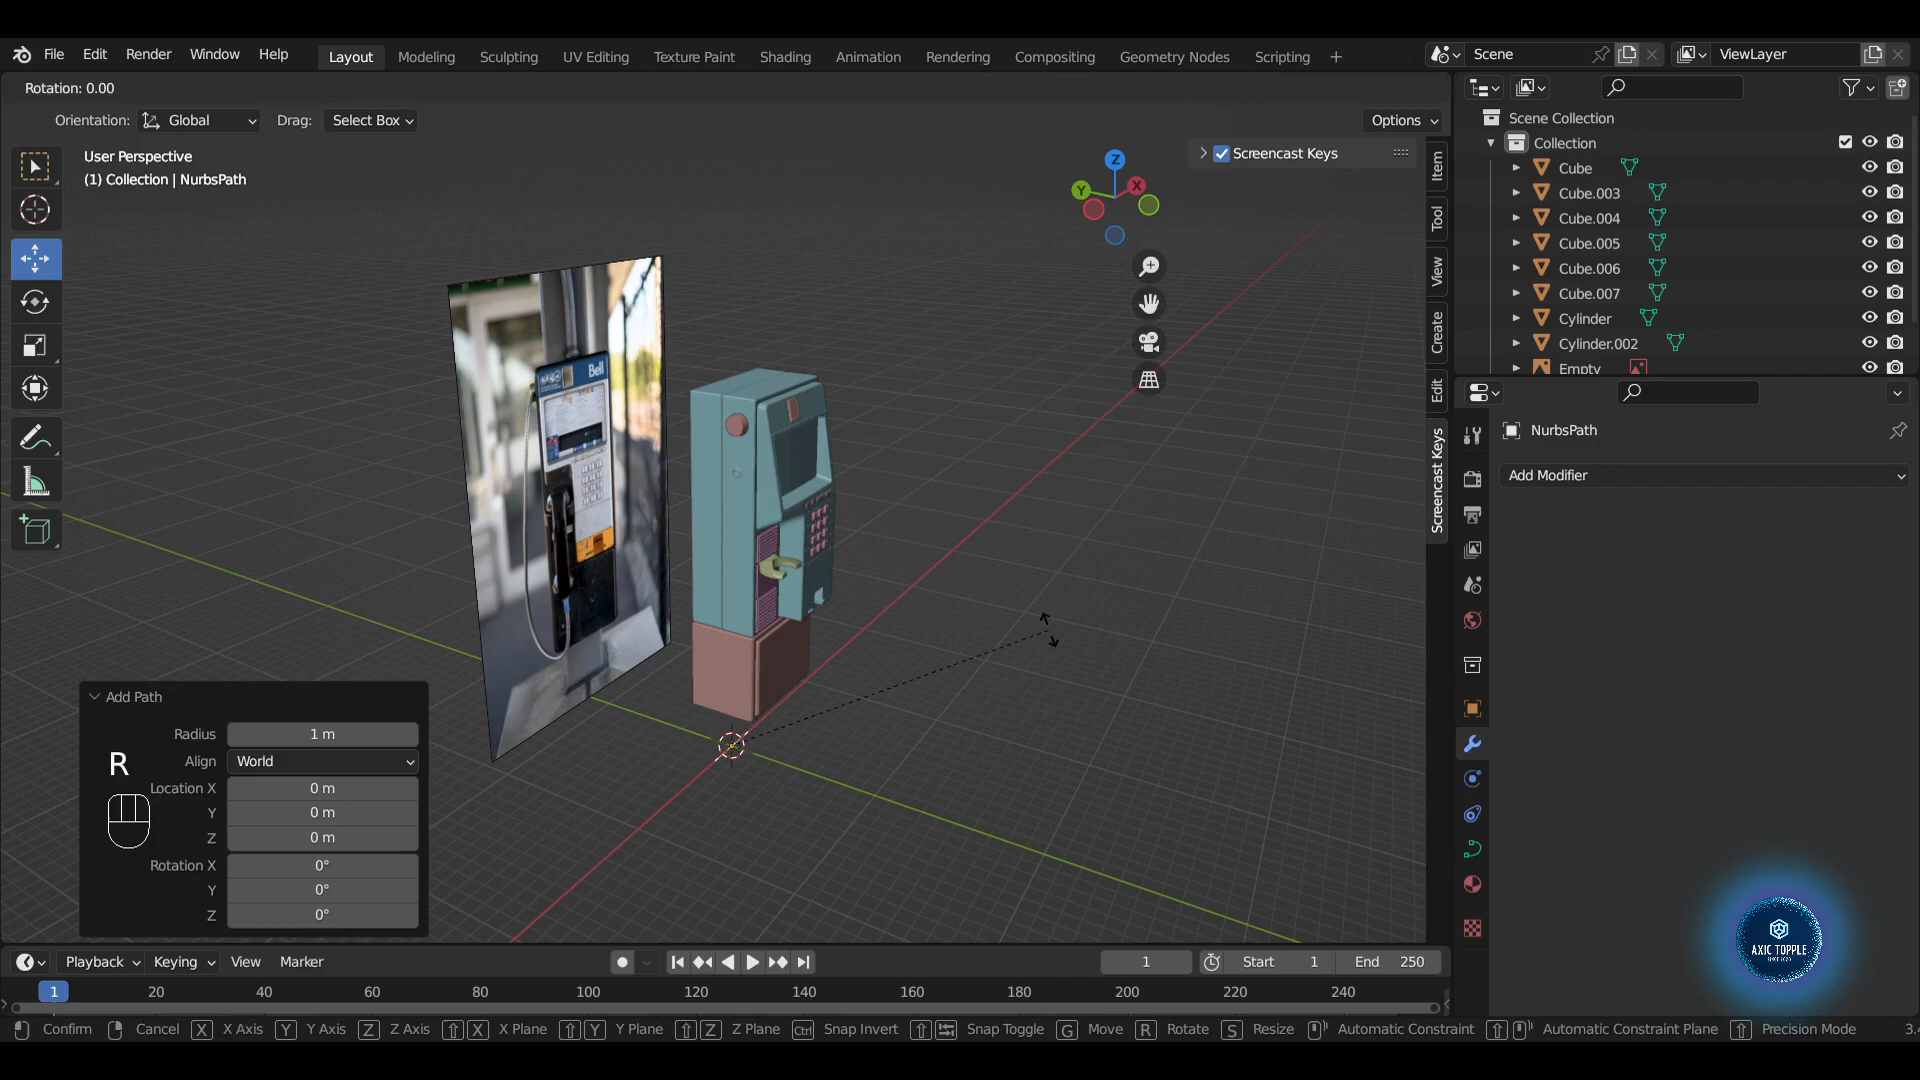 File Edit Render Window Help Layout Modeling Sculpting UV Editing Texture Paint Shading Animation Rendering Compositing Geometry Nodes Scripting + Scene ViewLayer
Rotation: 0.00
Orientation: Global Drag: Select Box Options
User Perspective
(1) Collection | NurbsPath
Screencast Keys
Item
Tool
View
Create
Edit
Screencast Keys
Bell
Scene Collection
Collection
Cube
Cube.003
Cube.004
Cube.005
Cube.006
Cube.007
Cylinder
Cylinder.002
Empty
NurbsPath
Add Modifier
Z
Y
X
Add Path
Radius 1 m
Align World
Location X 0 m
Y 0 m
Z 0 m
Rotation X 0°
Y 0°
Z 0°
R
AXIC TOPPLE
Playback Keying View Marker 1 Start 1 End 250
1 20 40 60 80 100 120 140 160 180 200 220 240
Confirm Cancel X X Axis Y Y Axis Z Z Axis X X Plane Y Y Plane Z Z Plane Ctrl Snap Invert Snap Toggle G Move R Rotate S Resize Automatic Constraint Automatic Constraint Plane Precision Mode 3.4